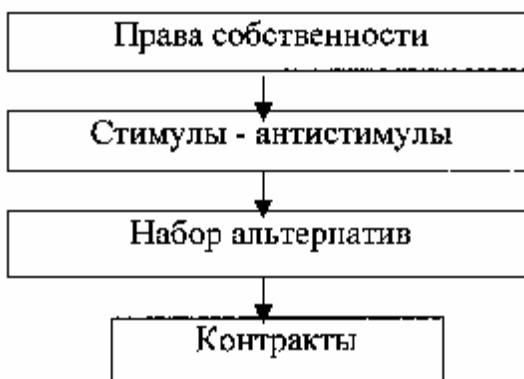 Права собственности
Стимулы - антистимулы
Набор альтернатив
Контракты